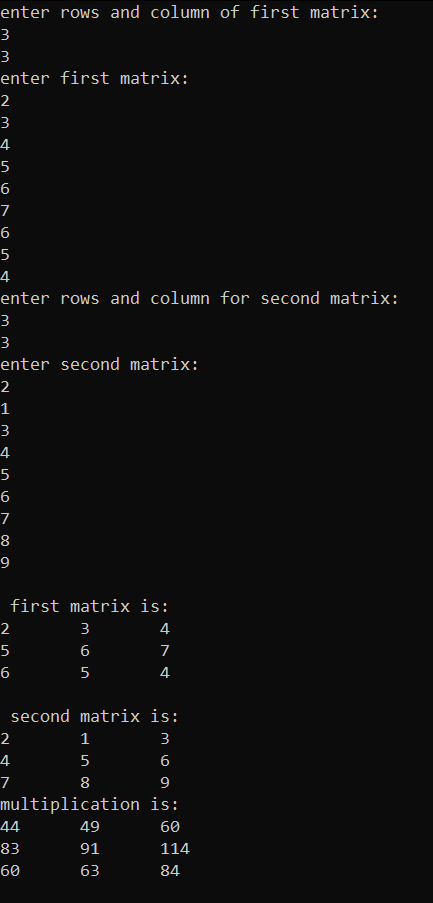 enter rows and column of first matrix:
3
3
enter first matrix:
2
3
4
5
6
7
6
5
4
enter rows and column for second matrix:
3
3
enter second matrix:
2
1
3
4
5
6
7
8
9
first matrix is:
2 3 4
5 6 7
6 5 4
second matrix is:
2 1 3
4 5 6
7 8 9
multiplication is:
44 49 60
83 91 114
60 63 84